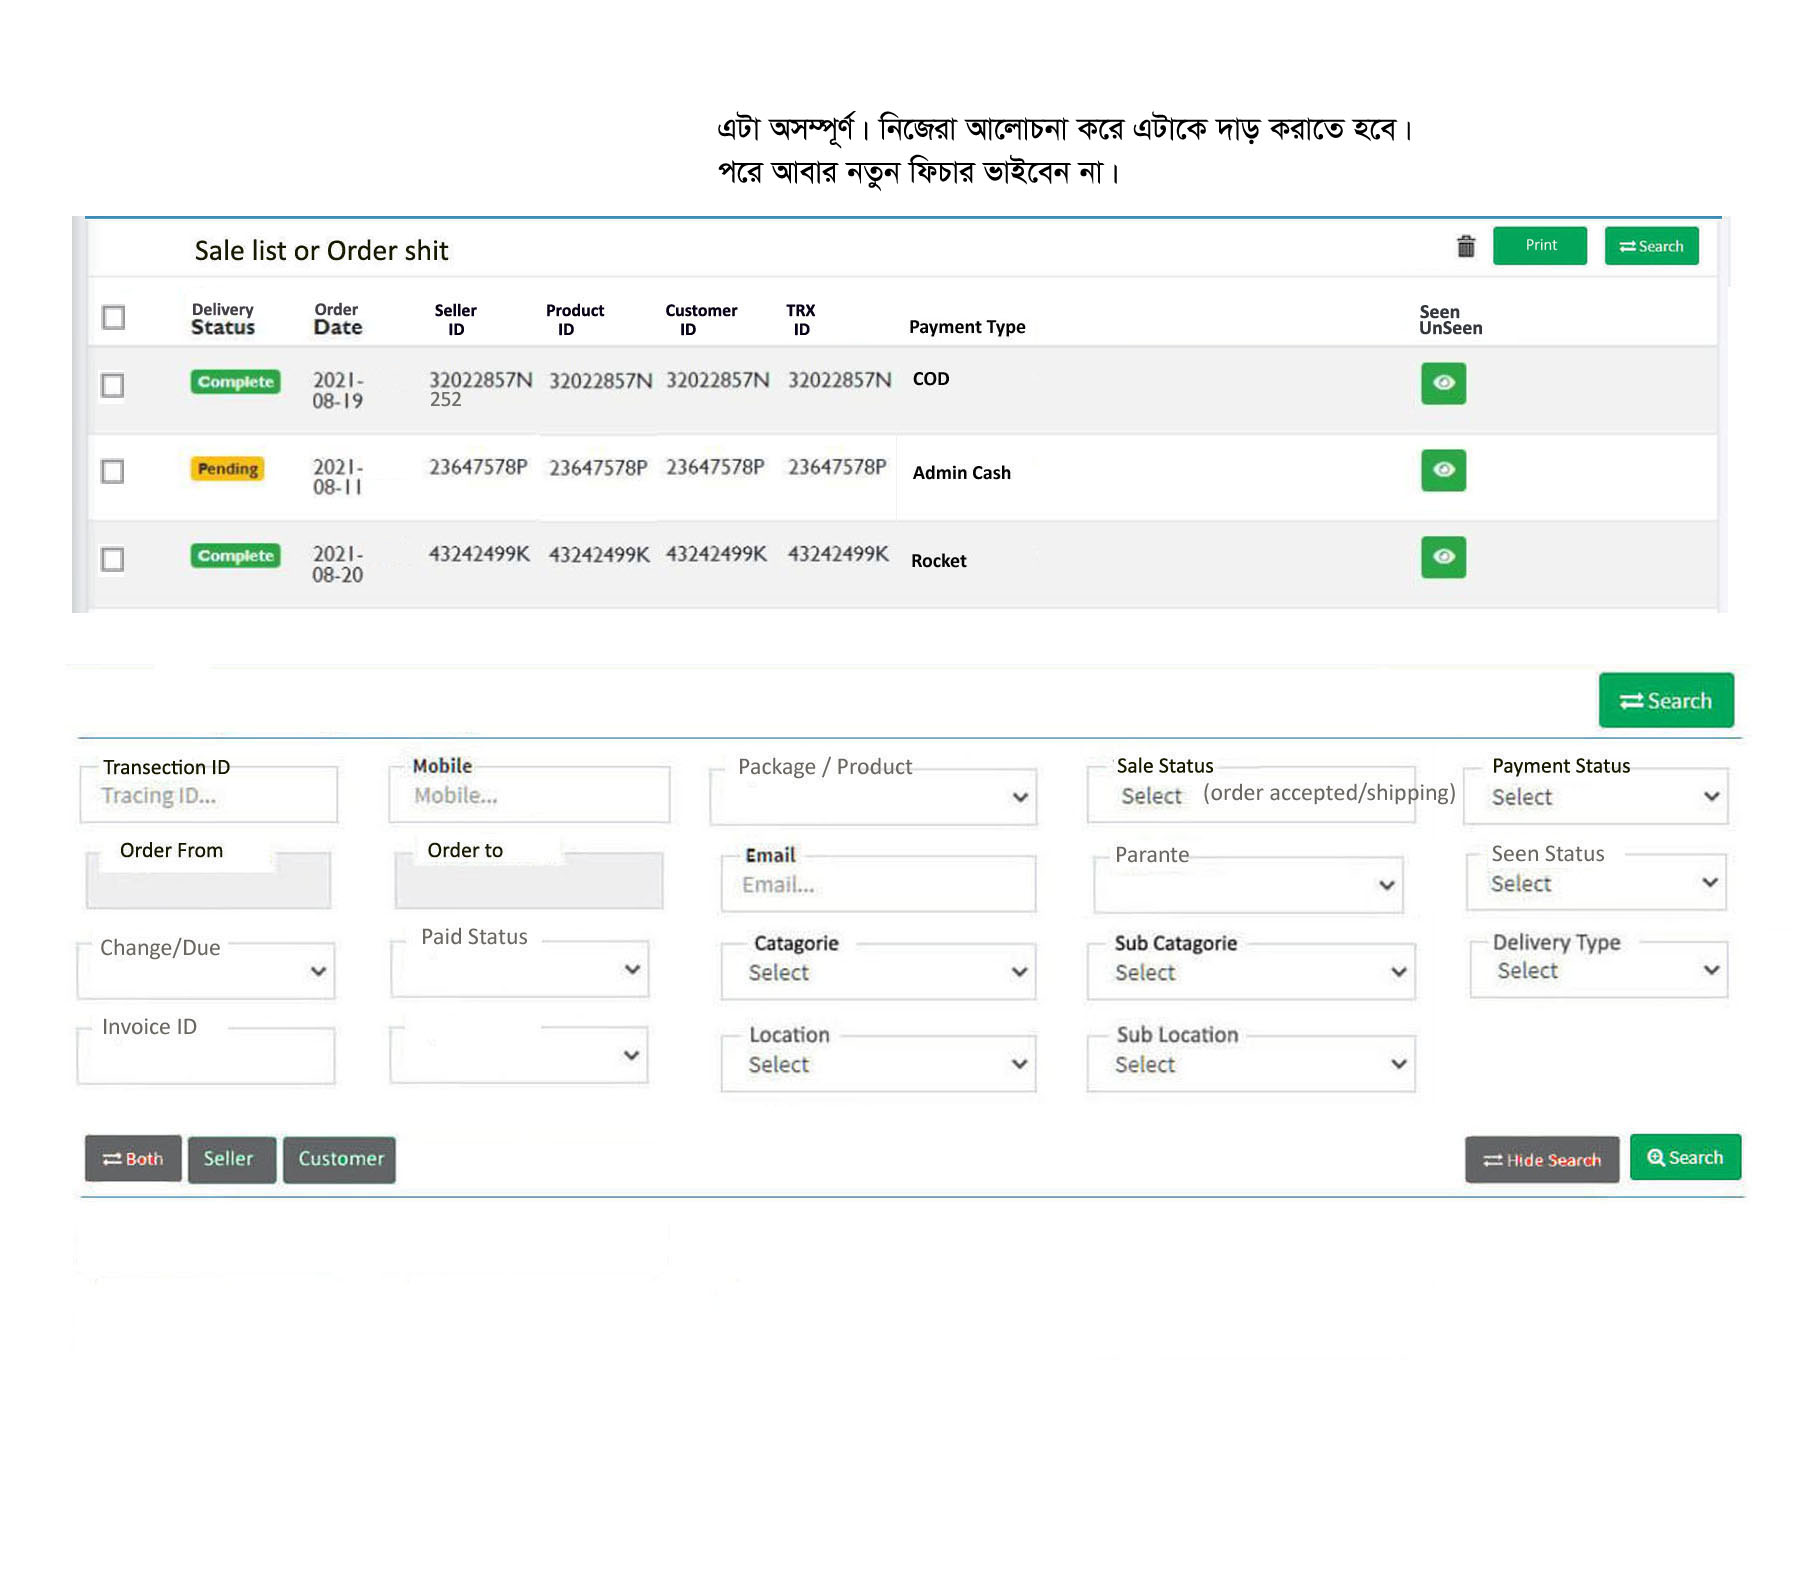 এটা অসম্পূর্ণ। নিজেরা আলোচনা করে এটাকে দাড় করাতে হবে।
পরে আবার নতুন ফিচার ভাইবেন না।
Sale list or Order shit
Print
Search
Delivery Status
Order Date
Seller ID
Product ID
Customer ID
TRX ID
Payment Type
Seen UnSeen
Complete 2021-08-19 32022857N 252 32022857N 32022857N 32022857N COD
Pending 2021-08-11 23647578P 23647578P 23647578P 23647578P Admin Cash
Complete 2021-08-20 43242499K 43242499K 43242499K 43242499K Rocket
Search
Transection ID
Tracing ID...
Mobile
Mobile...
Package / Product
Sale Status
Select (order accepted/shipping)
Payment Status
Select
Order From
Order to
Email
Email...
Parante
Seen Status
Select
Change/Due
Paid Status
Catagorie
Select
Sub Catagorie
Select
Delivery Type
Select
Invoice ID
Location
Select
Sub Location
Select
Both
Seller
Customer
Hide Search
Search